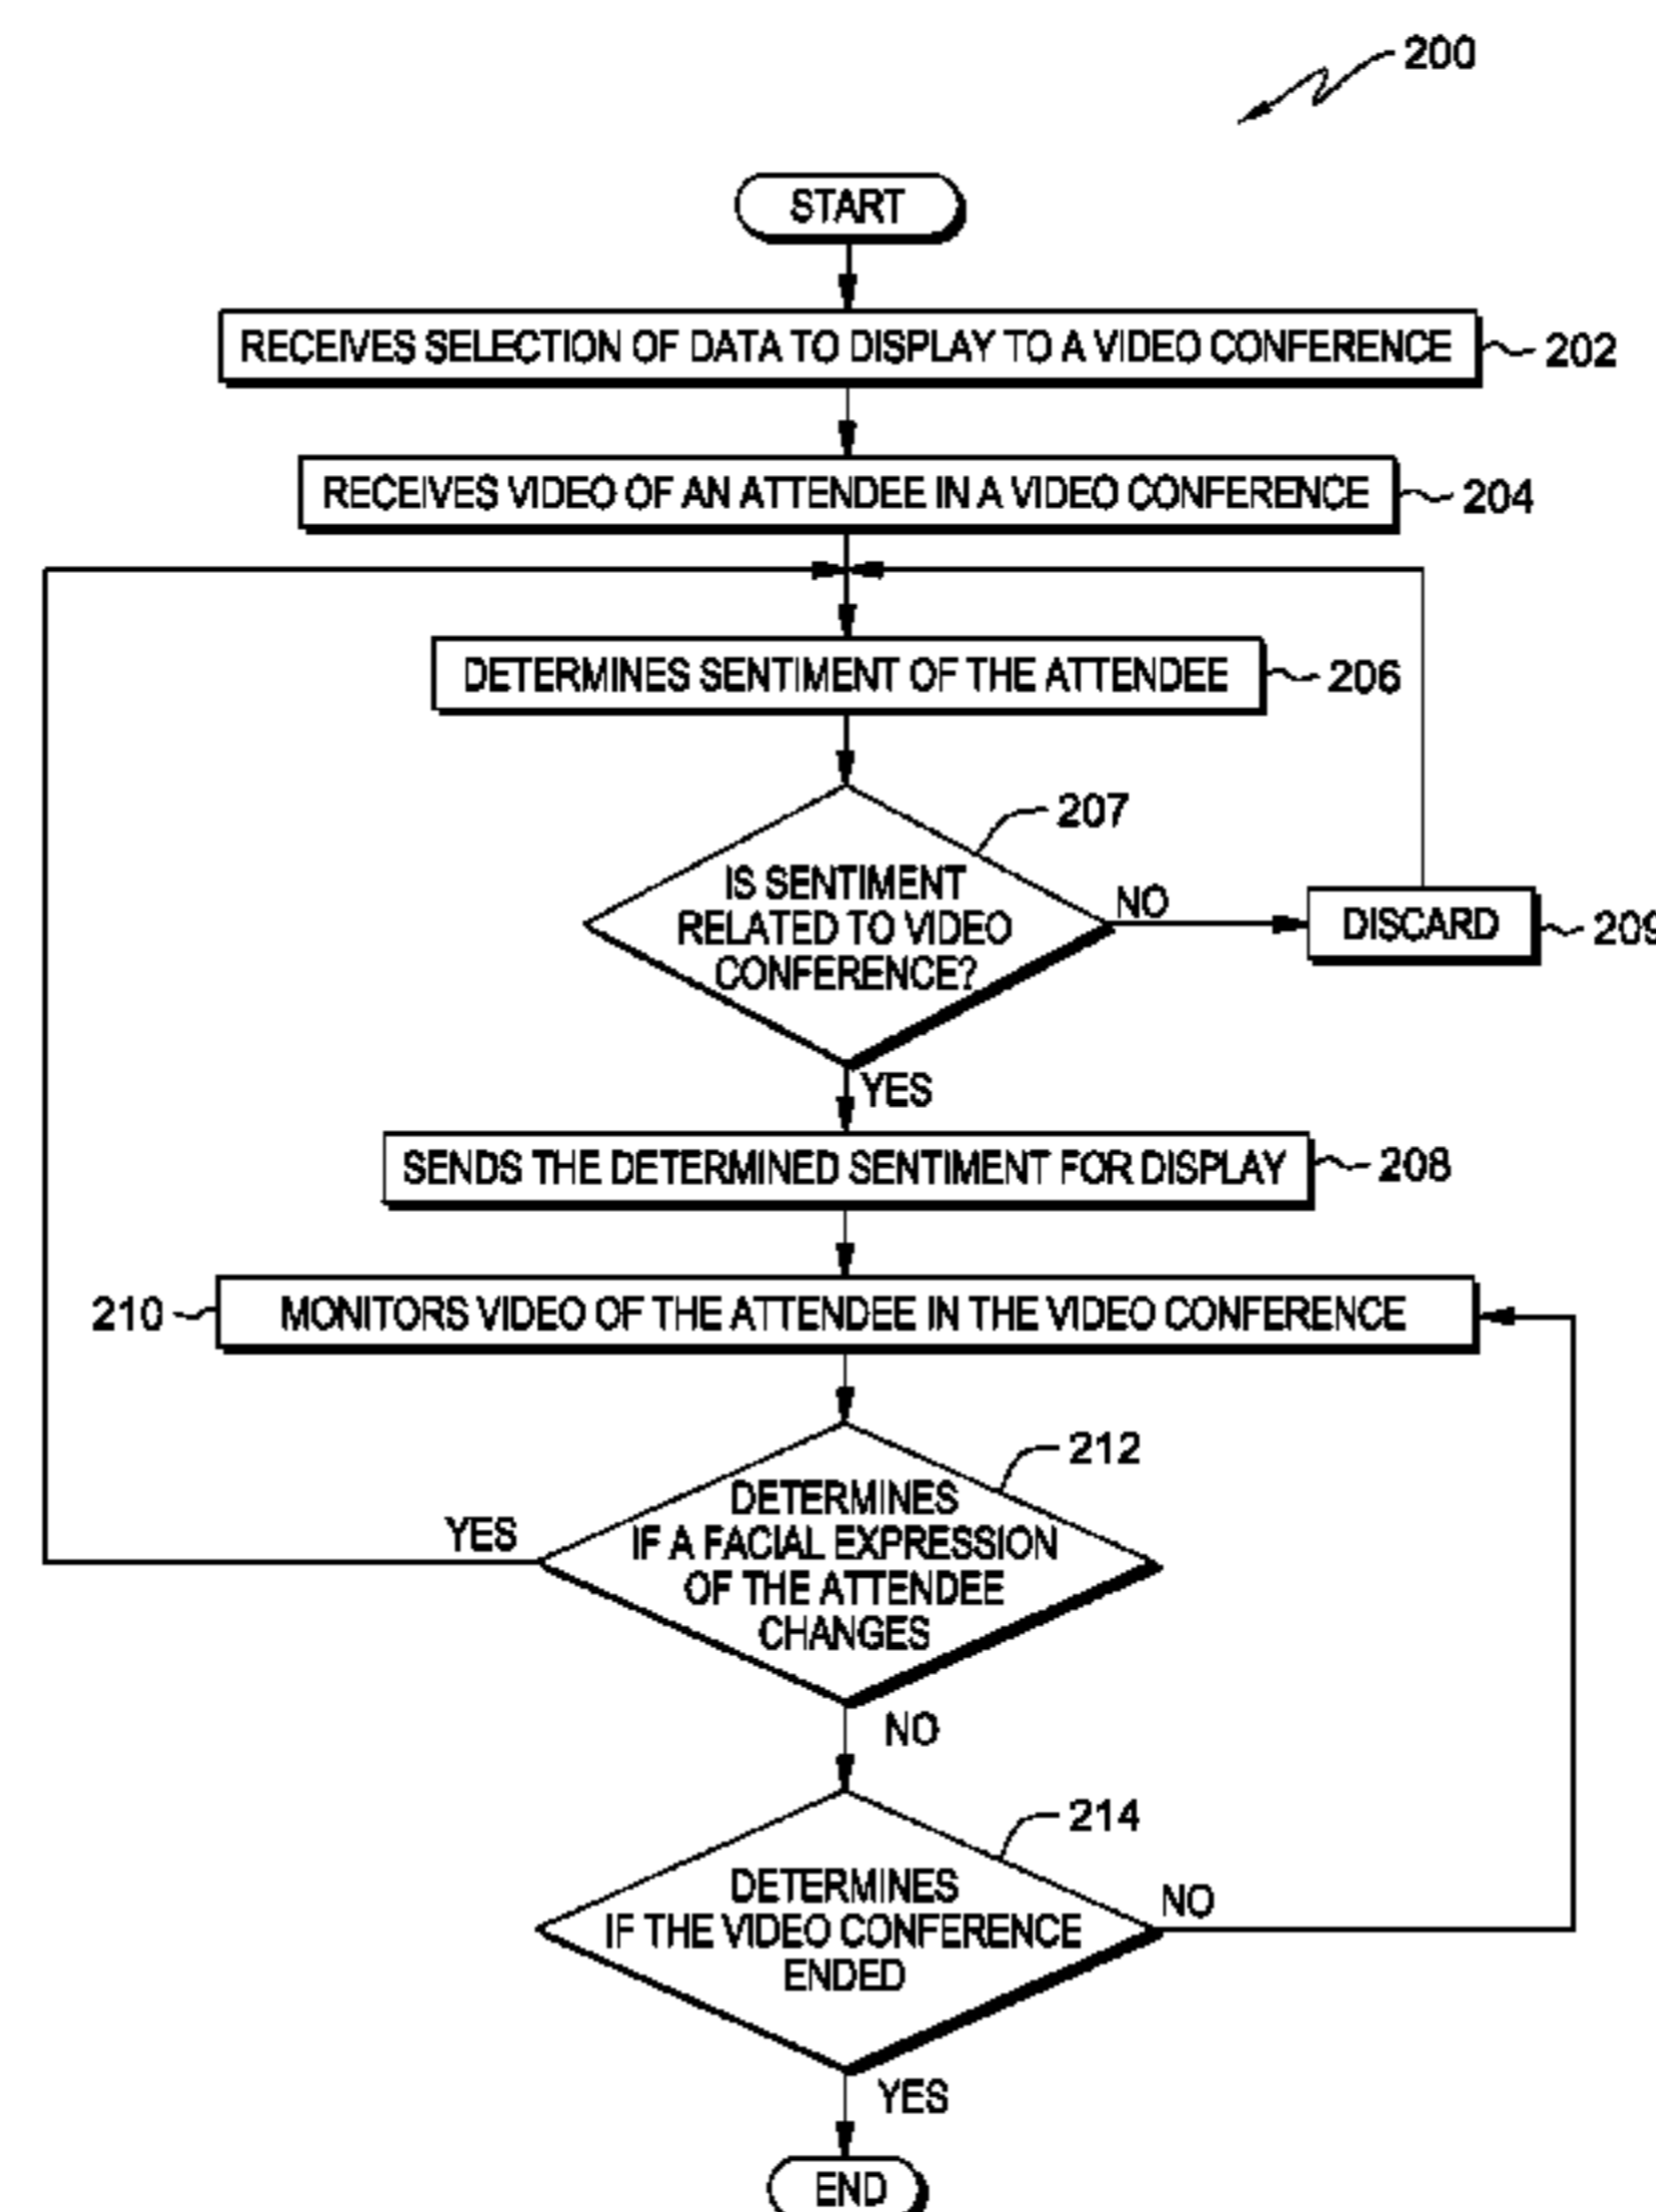 200
START
RECEIVES SELECTION OF DATA TO DISPLAY TO A VIDEO CONFERENCE
202
RECEIVES VIDEO OF AN ATTENDEE IN A VIDEO CONFERENCE
204
DETERMINES SENTIMENT OF THE ATTENDEE
206
207
IS SENTIMENT
RELATED TO VIDEO
CONFERENCE?
NO
DISCARD
209
YES
SENDS THE DETERMINED SENTIMENT FOR DISPLAY
208
210
MONITORS VIDEO OF THE ATTENDEE IN THE VIDEO CONFERENCE
212
DETERMINES
IF A FACIAL EXPRESSION
OF THE ATTENDEE
CHANGES
YES
NO
214
DETERMINES
IF THE VIDEO CONFERENCE
ENDED
NO
YES
END